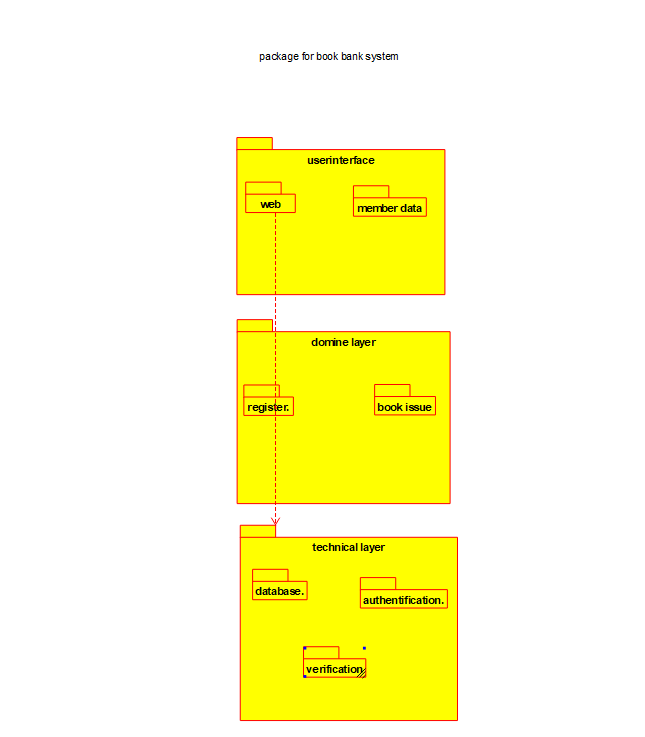 package for book bank system
userinterface
web
member data
domine layer
register.
book issue
technical layer
database.
authentification.
verification